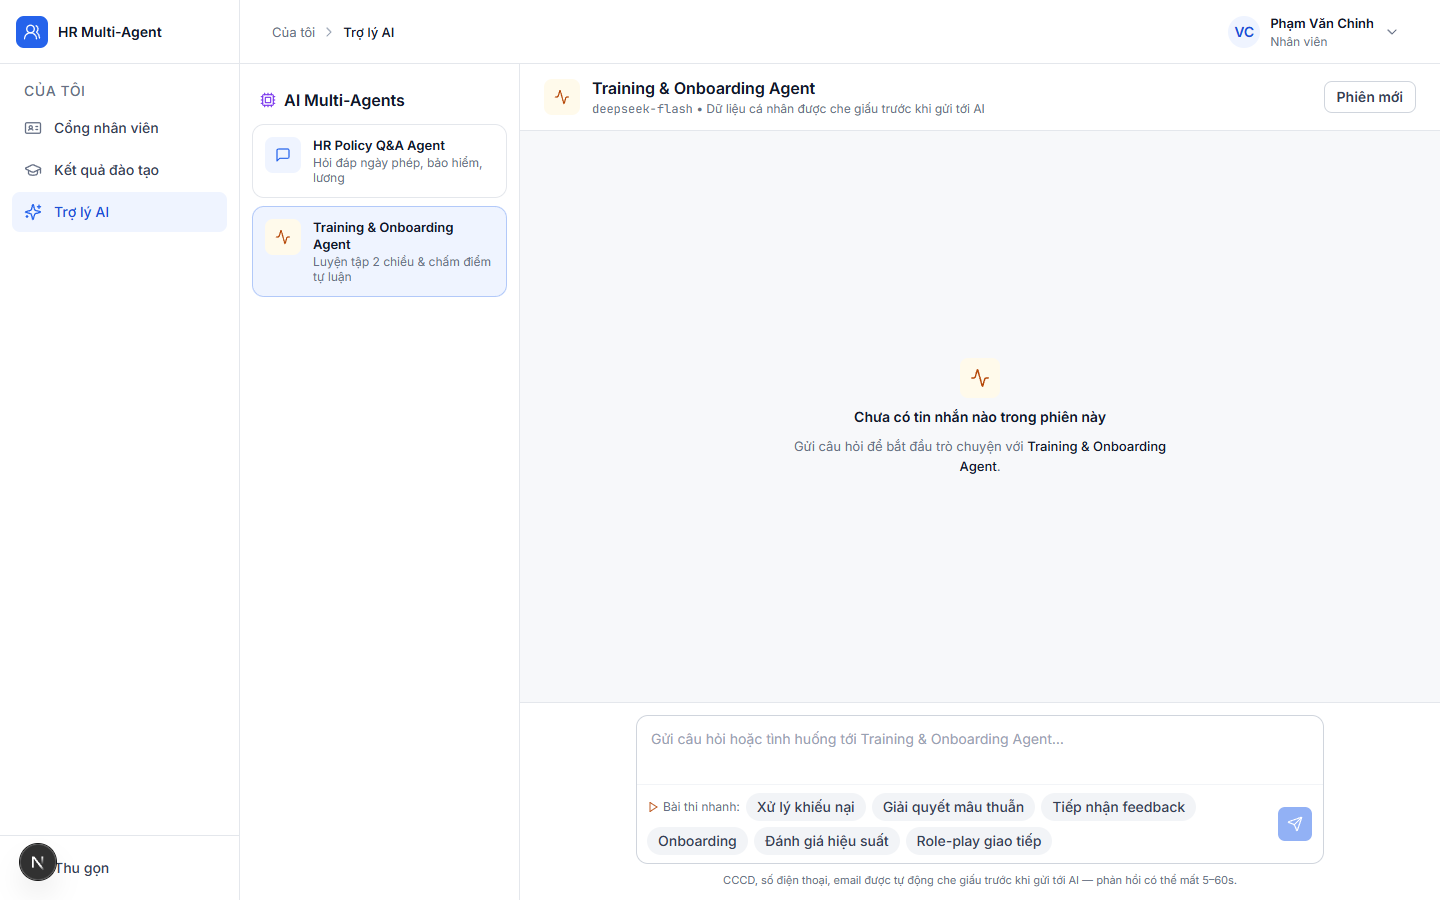 HR Multi-Agent
Của tôi > Trợ lý AI
VC
Phạm Văn Chinh
Nhân viên
CỦA TÔI
Cổng nhân viên
Kết quả đào tạo
Trợ lý AI
Thu gọn
N
AI Multi-Agents
HR Policy Q&A Agent
Hỏi đáp ngày phép, bảo hiểm,
lương
Training & Onboarding
Agent
Luyện tập 2 chiều & chấm điểm
tự luận
Training & Onboarding Agent
deepseek-flash • Dữ liệu cá nhân được che giấu trước khi gửi tới AI
Phiên mới
Chưa có tin nhắn nào trong phiên này
Gửi câu hỏi để bắt đầu trò chuyện với Training & Onboarding
Agent.
Gửi câu hỏi hoặc tình huống tới Training & Onboarding Agent...
Bài thi nhanh: Xử lý khiếu nại Giải quyết mâu thuẫn Tiếp nhận feedback
Onboarding Đánh giá hiệu suất Role-play giao tiếp
CCCD, số điện thoại, email được tự động che giấu trước khi gửi tới AI — phản hồi có thể mất 5–60s.